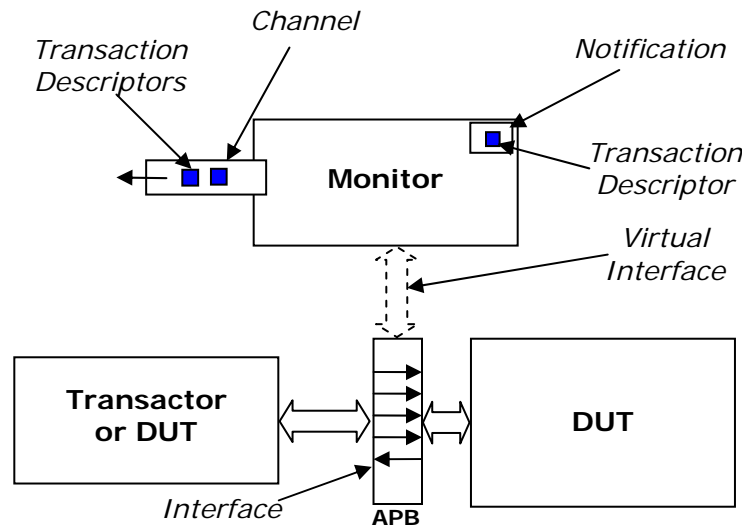 Channel
Transaction
Descriptors
Notification
Monitor
Transaction
Descriptor
Virtual
Interface
Transactor
or DUT
DUT
Interface
APB